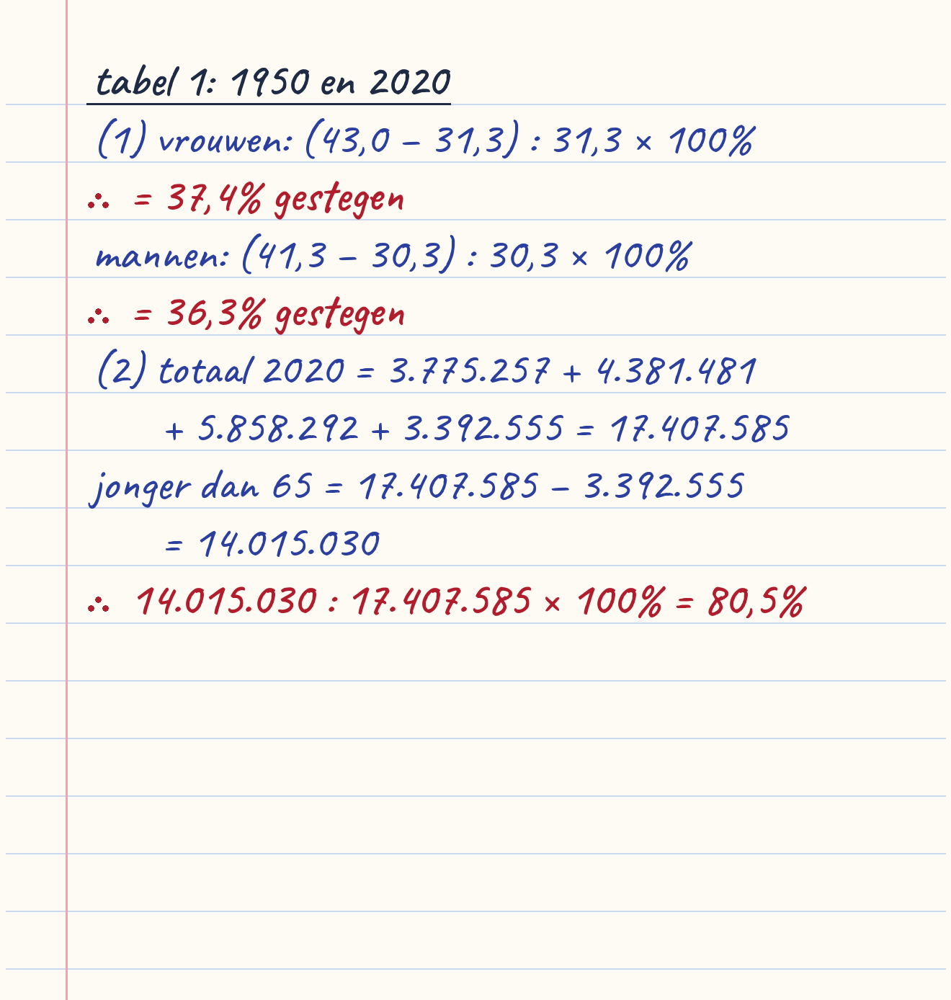 tabel 1: 1950 en 2020
(1) vrouwen: (43,0 – 31,3) : 31,3 × 100%
∴ = 37,4% gestegen
mannen: (41,3 – 30,3) : 30,3 × 100%
∴ = 36,3% gestegen
(2) totaal 2020 = 3.775.257 + 4.381.481
+ 5.858.292 + 3.392.555 = 17.407.585
jonger dan 65 = 17.407.585 – 3.392.555
= 14.015.030
∴ 14.015.030 : 17.407.585 × 100% = 80,5%